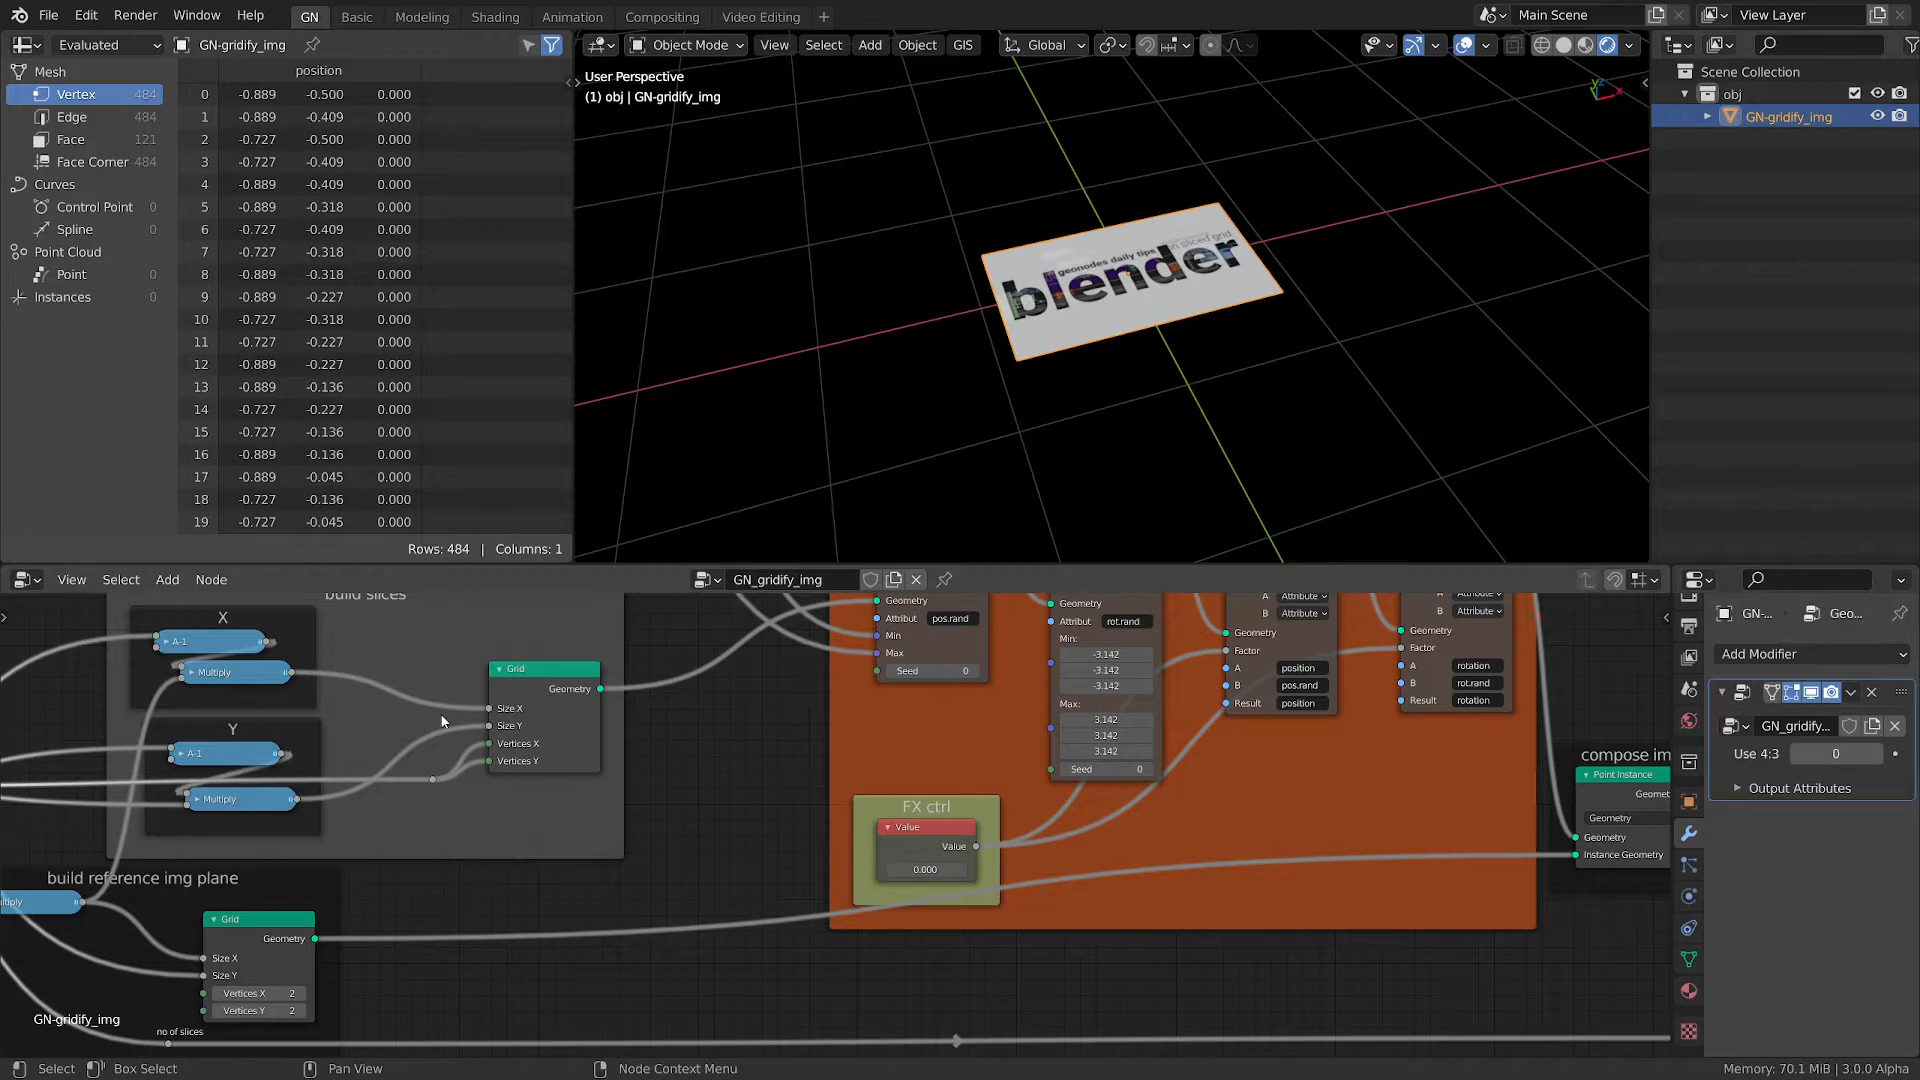 File Edit Render Window Help GN Basic Modeling Shading Animation Compositing Video Editing + Main Scene View Layer
Evaluated GN-gridify_img
Object Mode View Select Add Object GIS Global
Mesh
Vertex 484
Edge 484
Face 121
Face Corner 484
Curves
Control Point 0
Spline 0
Point Cloud
Point 0
Instances 0
position
0 -0.889 -0.500 0.000
1 -0.889 -0.409 0.000
2 -0.727 -0.500 0.000
3 -0.727 -0.409 0.000
4 -0.889 -0.409 0.000
5 -0.889 -0.318 0.000
6 -0.727 -0.409 0.000
7 -0.727 -0.318 0.000
8 -0.889 -0.318 0.000
9 -0.889 -0.227 0.000
10 -0.727 -0.318 0.000
11 -0.727 -0.227 0.000
12 -0.889 -0.227 0.000
13 -0.889 -0.136 0.000
14 -0.727 -0.227 0.000
15 -0.727 -0.136 0.000
16 -0.889 -0.136 0.000
17 -0.889 -0.045 0.000
18 -0.727 -0.136 0.000
19 -0.727 -0.045 0.000
Rows: 484 | Columns: 1
User Perspective
(1) obj | GN-gridify_img
geonodes daily tips
on sliced grid
blender
Scene Collection
obj
GN-gridify_img
View Select Add Node GN_gridify_img
build slices
X
A-1
Multiply
Y
A-1
Multiply
Grid
Geometry
Size X
Size Y
Vertices X
Vertices Y
build reference img plane
Grid
Geometry
Size X
Size Y
Vertices X 2
Vertices Y 2
no of slices
GN-gridify_img
Geometry
Attribut pos.rand
Min
Max
Seed 0
Geometry
Attribut rot.rand
Min:
-3.142
-3.142
-3.142
Max:
3.142
3.142
3.142
Seed 0
A Attribute
B Attribute
Geometry
Factor
A position
B pos.rand
Result position
A Attribute
B Attribute
Geometry
Factor
A rotation
B rot.rand
Result rotation
FX ctrl
Value
Value
0.000
compose im
Point Instance
Geomet
Geometry
Geometry
Instance Geometry
GN-... Geo...
Add Modifier
GN_gridify...
Use 4:3 0
Output Attributes
Select Box Select Pan View Node Context Menu Memory: 70.1 MiB | 3.0.0 Alpha